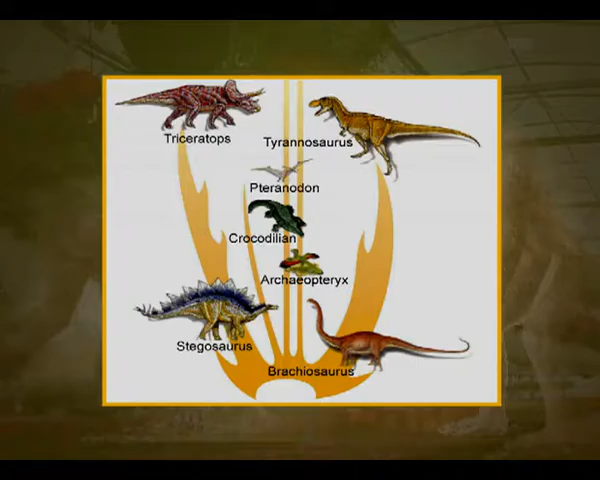 Triceratops
Tyrannosaurus
Pteranodon
Crocodilian
Archaeopteryx
Stegosaurus
Brachiosaurus